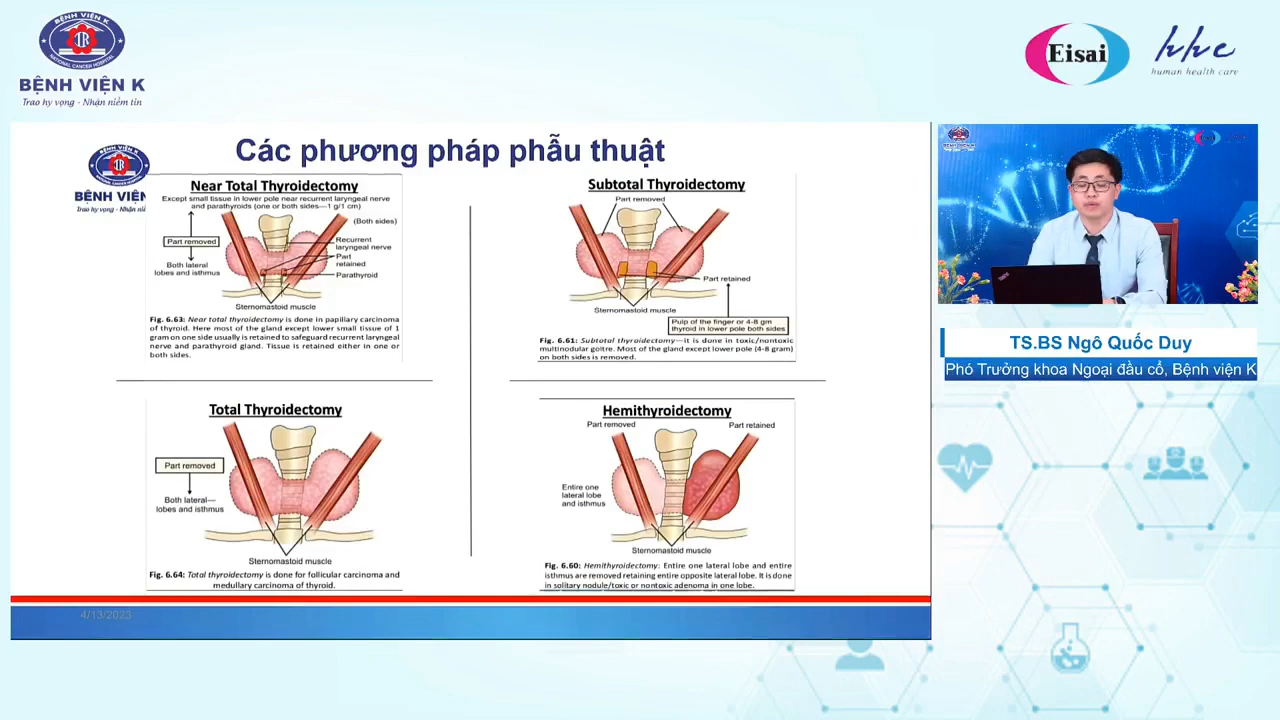 BỆNH VIỆN K
NATIONAL CANCER HOSPITAL
BỆNH VIỆN K
Trao hy vọng - Nhận niềm tin
Eisai
hhc
human health care
Các phương pháp phẫu thuật
BỆNH VIỆN
Near Total Thyroidectomy
Except small tissue in lower pole near recurrent laryngeal nerve
and parathyroids (one or both sides—1 g/1 cm)
(Both sides)
Part removed
Both lateral
lobes and isthmus
Recurrent
laryngeal nerve
Part
retained
Parathyroid
Sternomastoid muscle
Fig. 6.63: Near total thyroidectomy is done in papillary carcinoma
of thyroid. Here most of the gland except lower small tissue of 1
gram on one side usually is retained to safeguard recurrent laryngeal
nerve and parathyroid gland. Tissue is retained either in one or
both sides.
Subtotal Thyroidectomy
Part removed
Part retained
Sternomastoid muscle
Pulp of the finger or 4-8 gm
thyroid in lower pole both sides
Fig. 6.61: Subtotal thyroidectomy—it is done in toxic/nontoxic
multinodular goitre. Most of the gland except lower pole (4-8 gram)
on both sides is removed.
Total Thyroidectomy
Part removed
Both lateral—
lobes and isthmus
Sternomastoid muscle
Fig. 6.64: Total thyroidectomy is done for follicular carcinoma and
medullary carcinoma of thyroid.
Hemithyroidectomy
Part removed
Part retained
Entire one
lateral lobe
and isthmus
Sternomastoid muscle
Fig. 6.60: Hemithyroidectomy: Entire one lateral lobe and entire
isthmus are removed retaining entire opposite lateral lobe. It is done
in solitary nodule/toxic or nontoxic adenoma in one lobe.
4/13/2023
TS.BS Ngô Quốc Duy
Phó Trưởng khoa Ngoại đầu cổ, Bệnh viện K